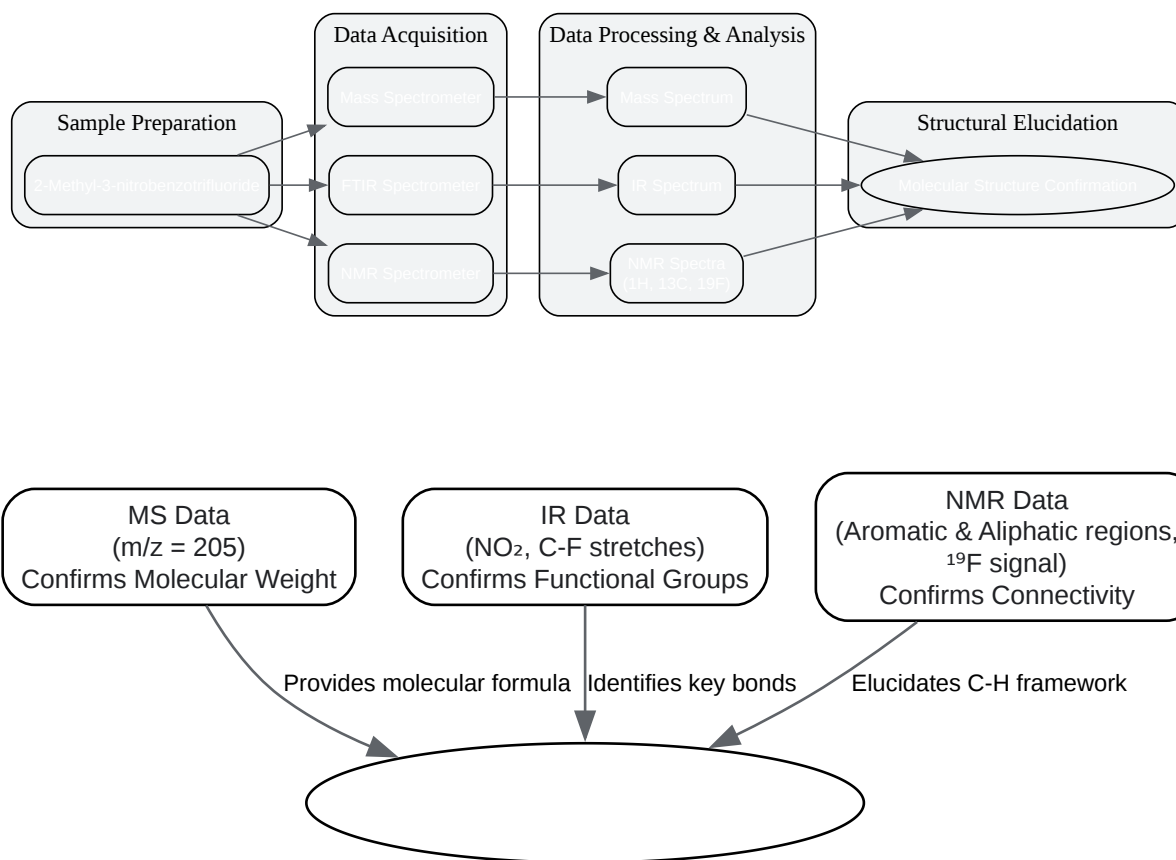 Data Acquisition
Data Processing & Analysis
Mass Spectrometer
Mass Spectrum
Sample Preparation
Structural Elucidation
2-Methyl-3-nitrobenzotrifluoride
FTIR Spectrometer
IR Spectrum
Molecular Structure Confirmation
NMR Spectrometer
NMR Spectra
(1H, 13C, 19F)
MS Data
(m/z = 205)
Confirms Molecular Weight
IR Data
(NO₂, C-F stretches)
Confirms Functional Groups
NMR Data
(Aromatic & Aliphatic regions,
¹⁹F signal)
Confirms Connectivity
Provides molecular formula
Identifies key bonds
Elucidates C-H framework